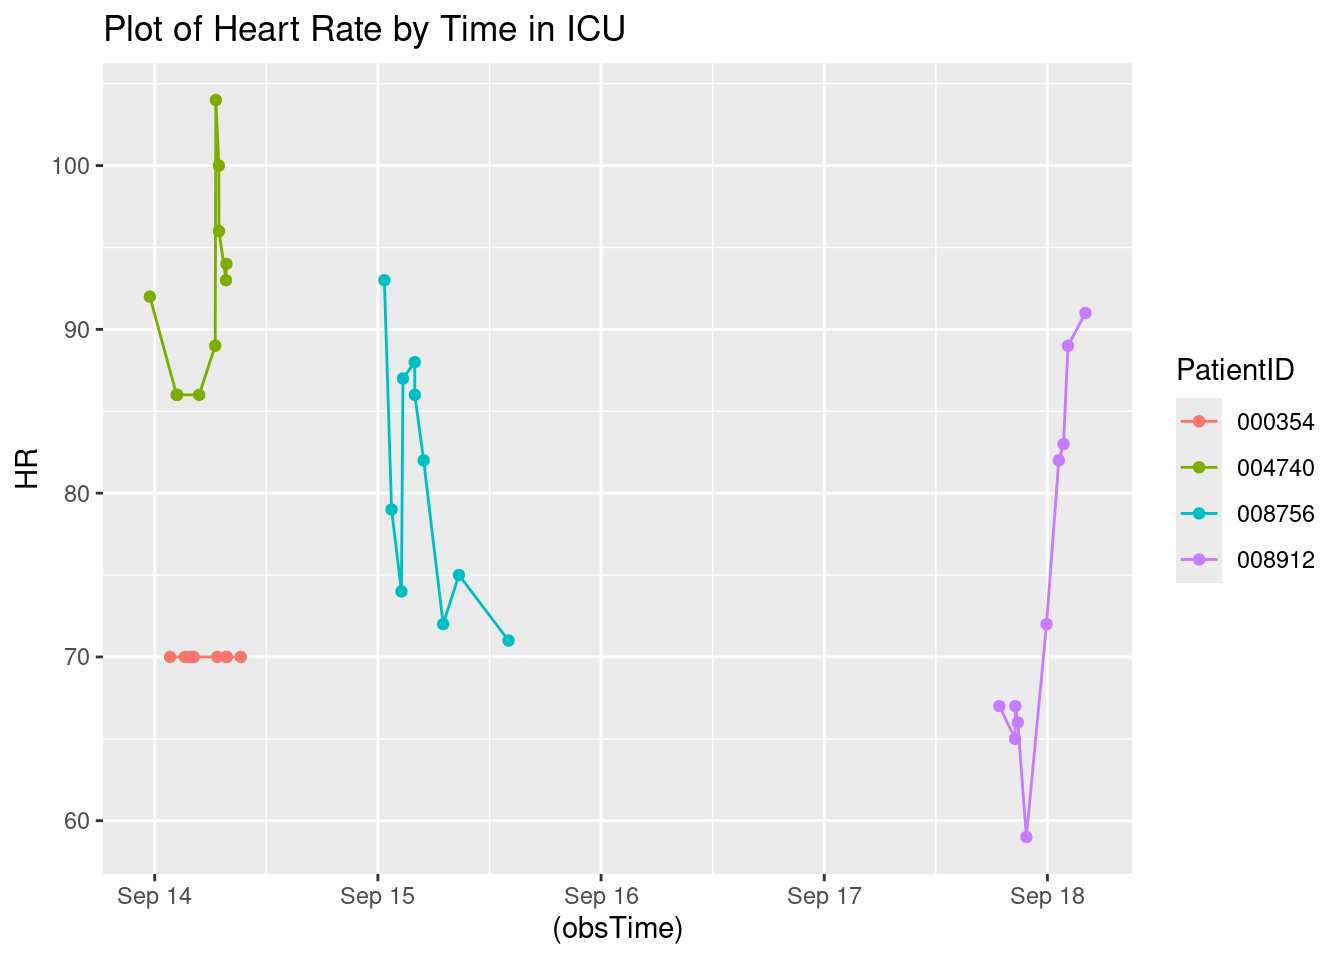 Plot of Heart Rate by Time in ICU
HR
100
90
80
70
60
Sep 14
Sep 15
Sep 16
Sep 17
Sep 18
(obsTime)
PatientID
000354
004740
008756
008912